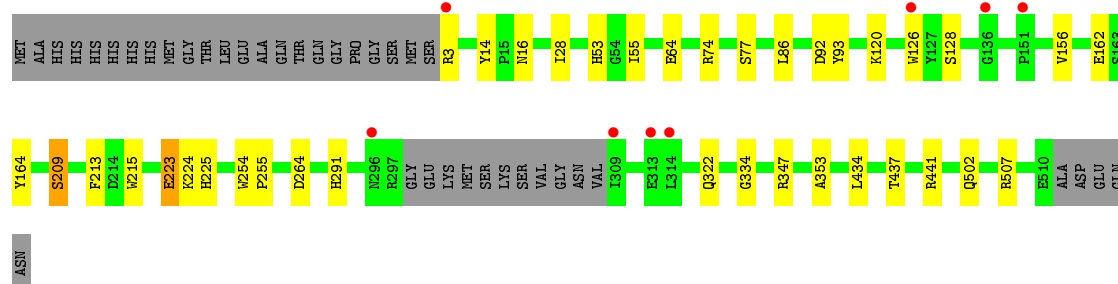 MET ALA HIS HIS HIS HIS HIS HIS MET GLY THR LEU GLU ALA GLN THR GLN GLY PRO GLY SER MET SER R3 Y14 P15 N16 I28 H53 G54 I55 E64 R74 S77 L86 D92 Y93 K120 W126 Y127 S128 G136 P151 V156 E162 S163
Y164 S209 F213 D214 W215 E223 K224 H225 W254 P255 D264 H291 N296 R297 GLY GLU LYS MET SER LYS SER VAL GLY ASN VAL I309 E313 L314 Q322 G334 R347 A353 L434 T437 R441 Q502 R507 E510 ALA ASP GLU GLN
ASN